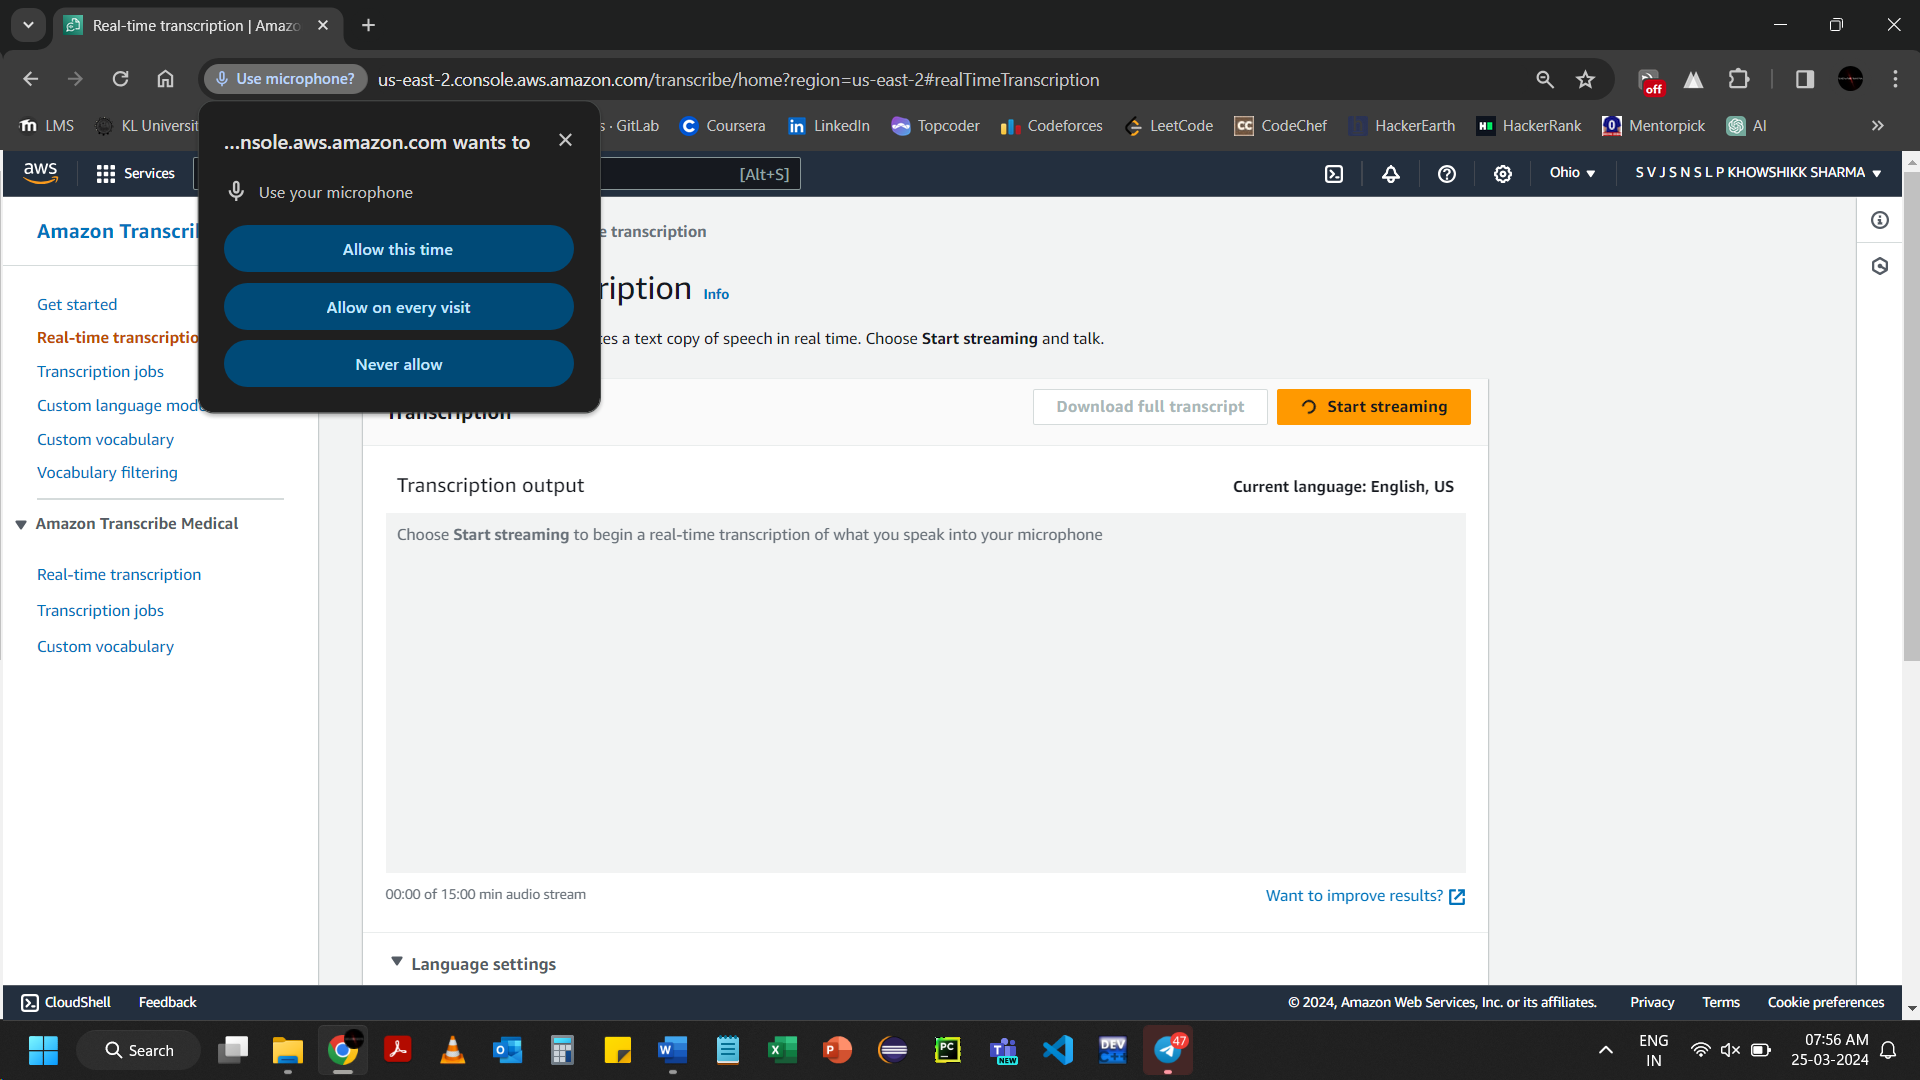 Real-time transcription | Amazo
Use microphone?
us-east-2.console.aws.amazon.com/transcribe/home?region=us-east-2#realTimeTranscription
off
LMS
KL Universit
s · GitLab
Coursera
LinkedIn
Topcoder
Codeforces
LeetCode
CodeChef
HackerEarth
HackerRank
Mentorpick
AI
...nsole.aws.amazon.com wants to
Use your microphone
Allow this time
Allow on every visit
Never allow
aws
Services
[Alt+S]
Ohio
S V J S N S L P KHOWSHIKK SHARMA
Amazon Transcri
Get started
Real-time transcriptio
Transcription jobs
Custom language mod
Custom vocabulary
Vocabulary filtering
Amazon Transcribe Medical
Real-time transcription
Transcription jobs
Custom vocabulary
e transcription
ription Info
es a text copy of speech in real time. Choose Start streaming and talk.
Transcription
Download full transcript
Start streaming
Transcription output
Current language: English, US
Choose Start streaming to begin a real-time transcription of what you speak into your microphone
00:00 of 15:00 min audio stream
Want to improve results?
Language settings
CloudShell
Feedback
© 2024, Amazon Web Services, Inc. or its affiliates.
Privacy
Terms
Cookie preferences
Search
NEW
DEV
47
ENG
IN
07:56 AM
25-03-2024